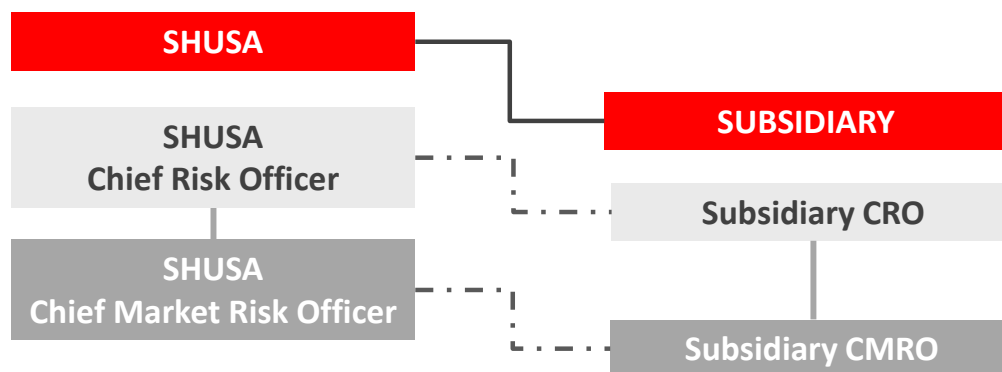 SHUSA
SUBSIDIARY
SHUSA
Chief Risk Officer
Subsidiary CRO
SHUSA
Chief Market Risk Officer
Subsidiary CMRO